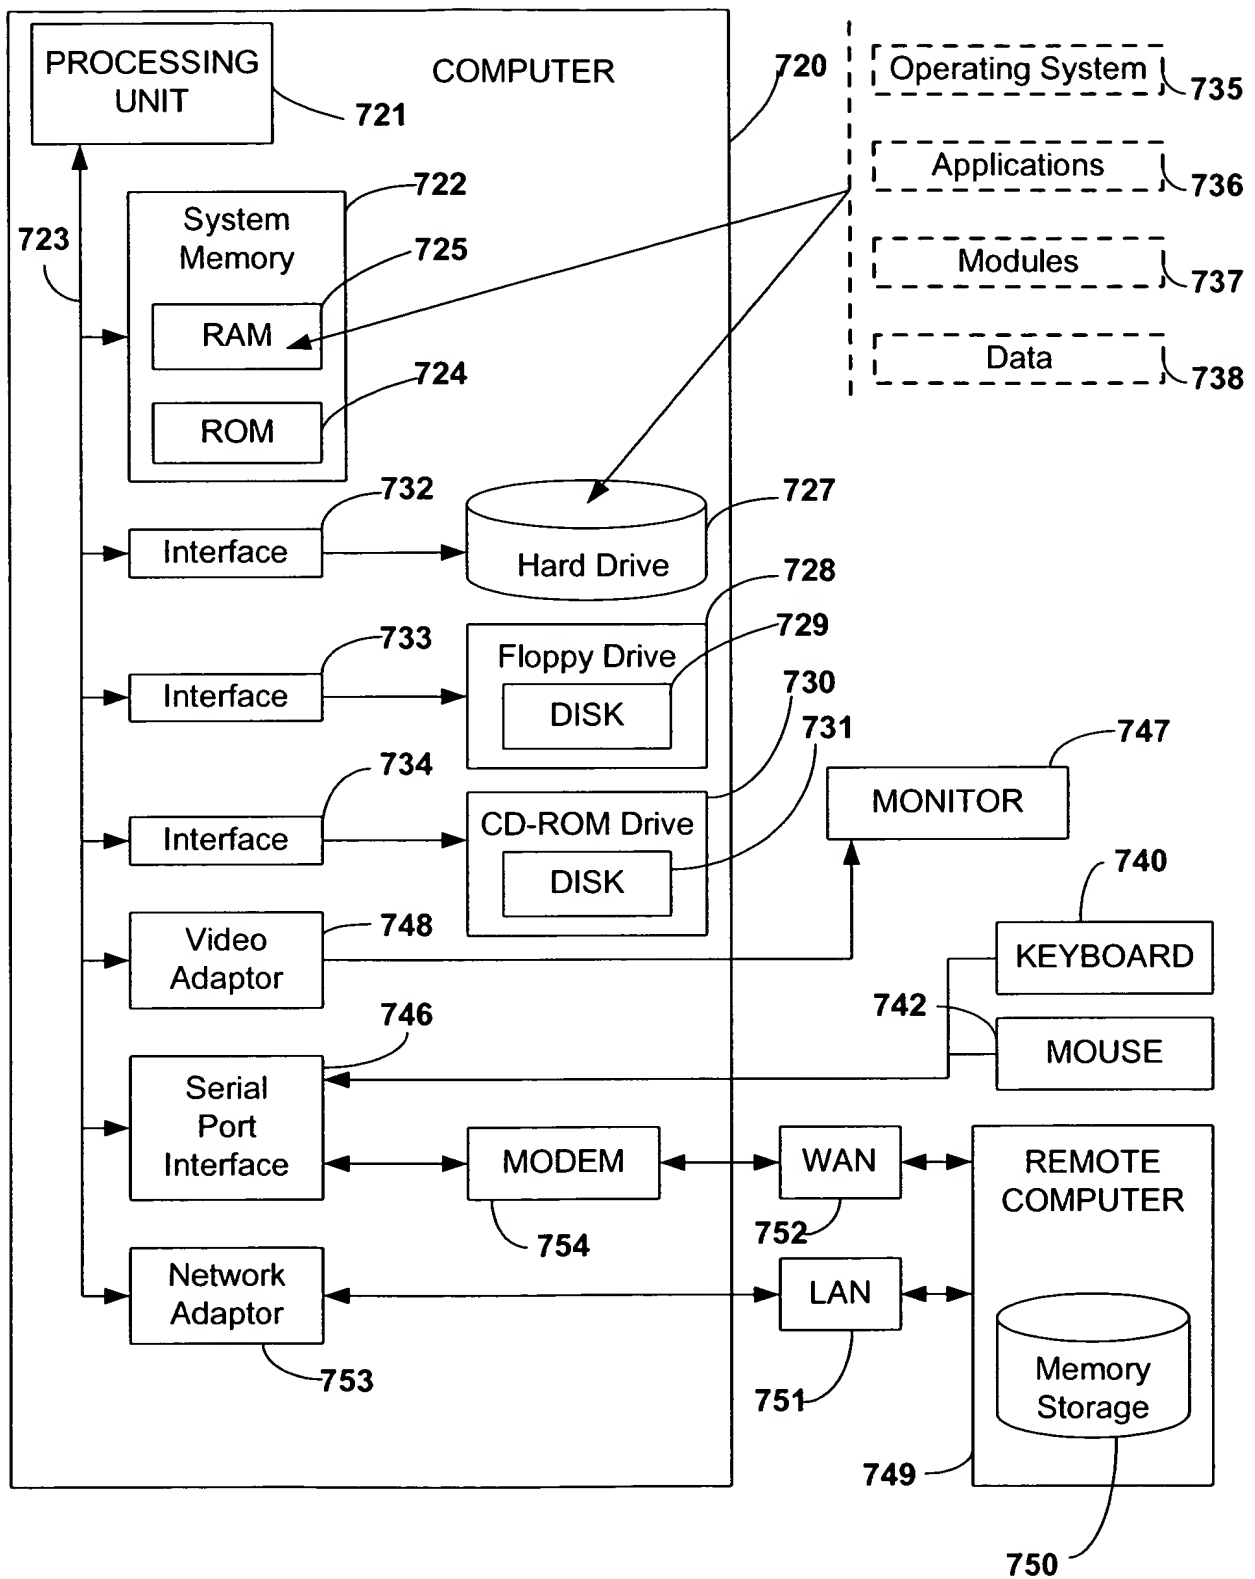 PROCESSING
UNIT
COMPUTER
720
721
Operating System
735
Applications
736
Modules
737
Data
738
722
723
System
Memory
725
RAM
724
ROM
732
Interface
727
Hard Drive
728
729
733
Interface
Floppy Drive
DISK
730
731
734
Interface
CD-ROM Drive
DISK
747
MONITOR
748
Video
Adaptor
740
KEYBOARD
742
MOUSE
746
Serial
Port
Interface
MODEM
754
WAN
752
REMOTE
COMPUTER
Network
Adaptor
753
LAN
751
Memory
Storage
749
750